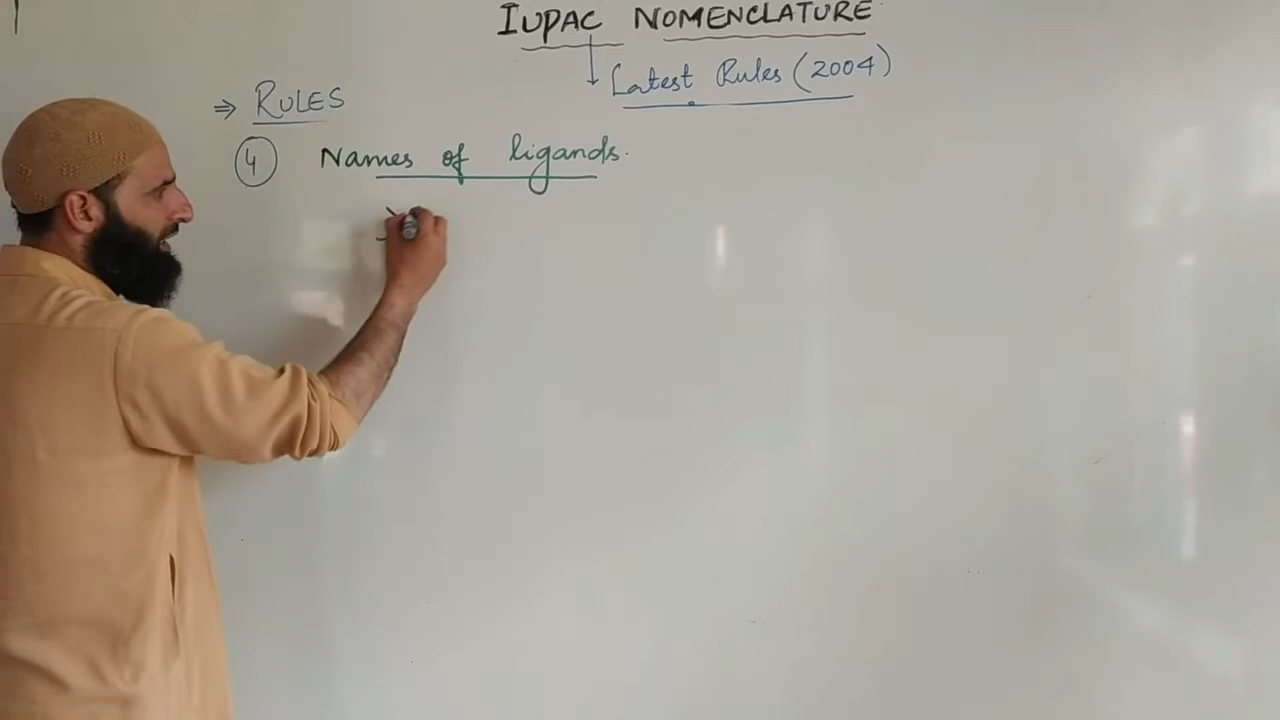 IUPAC NOMENCLATURE
Latest Rules (2004)
⇒ RULES
4 Names of ligands.